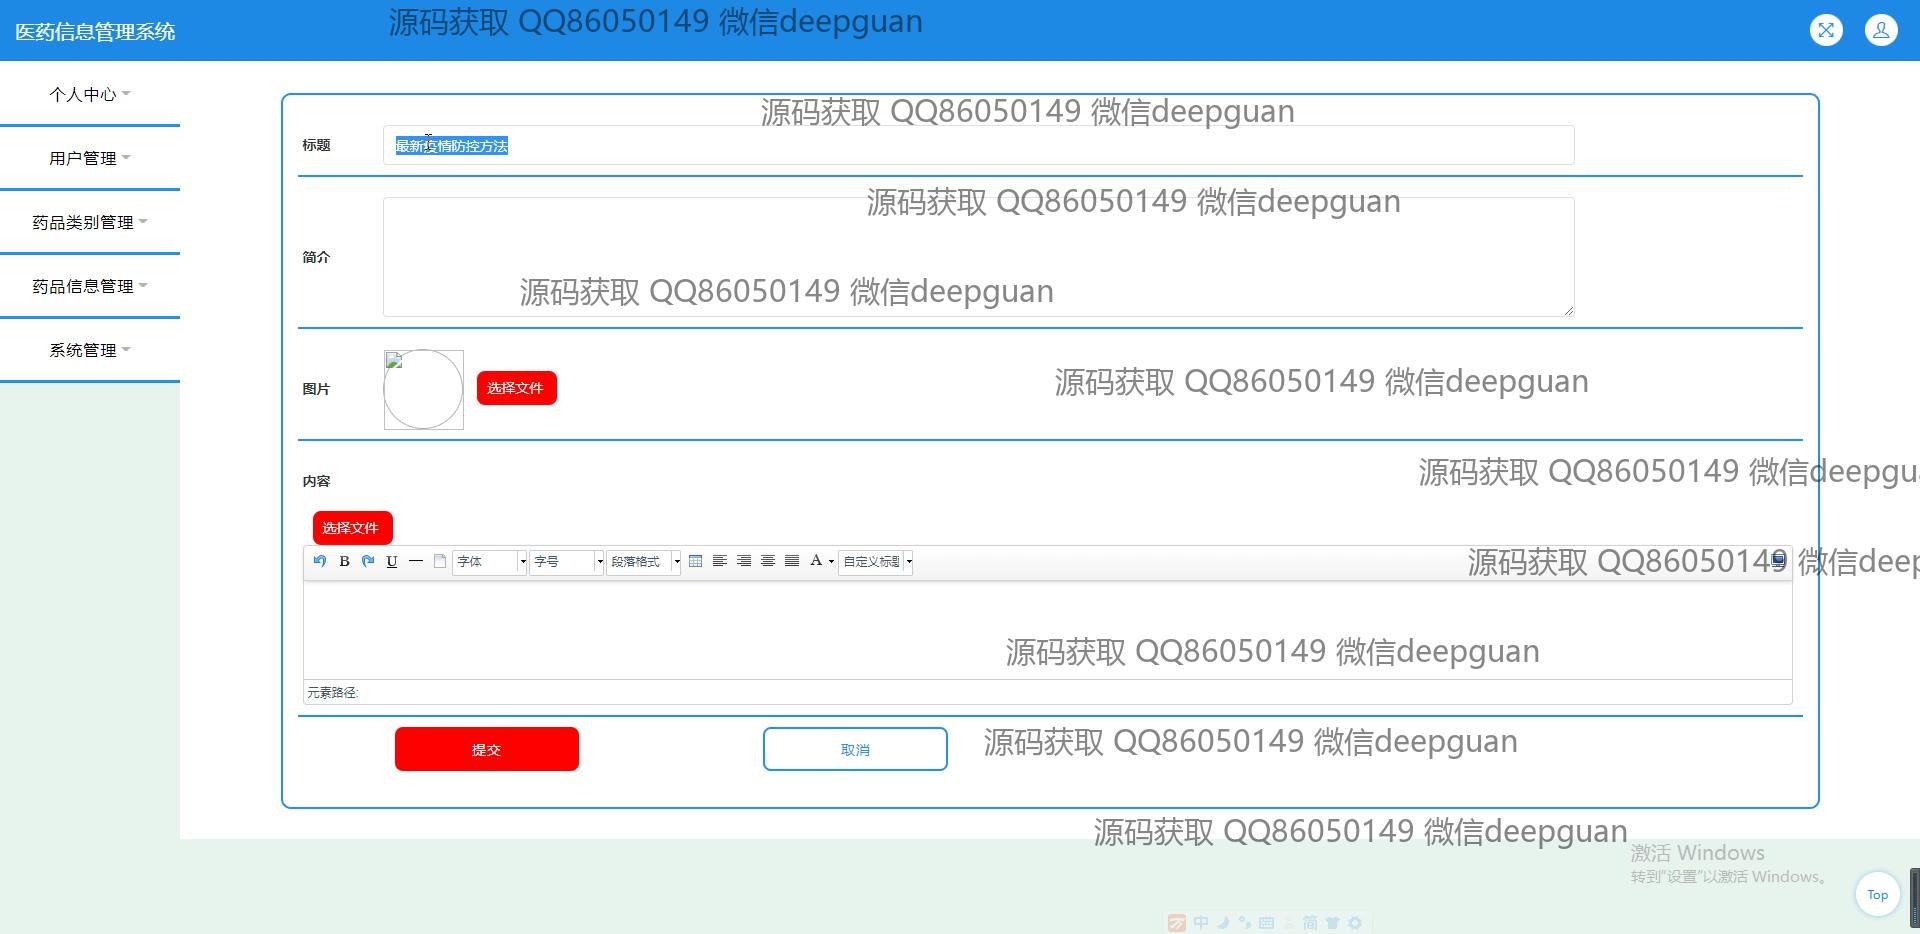 源码获取 QQ86050149 微信deepguan
医药信息管理系统
个人中心
源码获取 QQ86050149 微信deepguan
标题
最新疫情防控方法
用户管理
源码获取 QQ86050149 微信deepguan
药品类别管理
简介
药品信息管理
源码获取 QQ86050149 微信deepguan
系统管理
图片
选择文件
源码获取 QQ86050149 微信deepguan
源码获取 QQ86050149 微信deepgu
内容
选择文件
B U 字体 字号 段落格式 A 自定义标题
源码获取 QQ86050149 微信deep
源码获取 QQ86050149 微信deepguan
元素路径:
提交
取消
源码获取 QQ86050149 微信deepguan
源码获取 QQ86050149 微信deepguan
激活 Windows
转到"设置"以激活 Windows。
Top
中 简